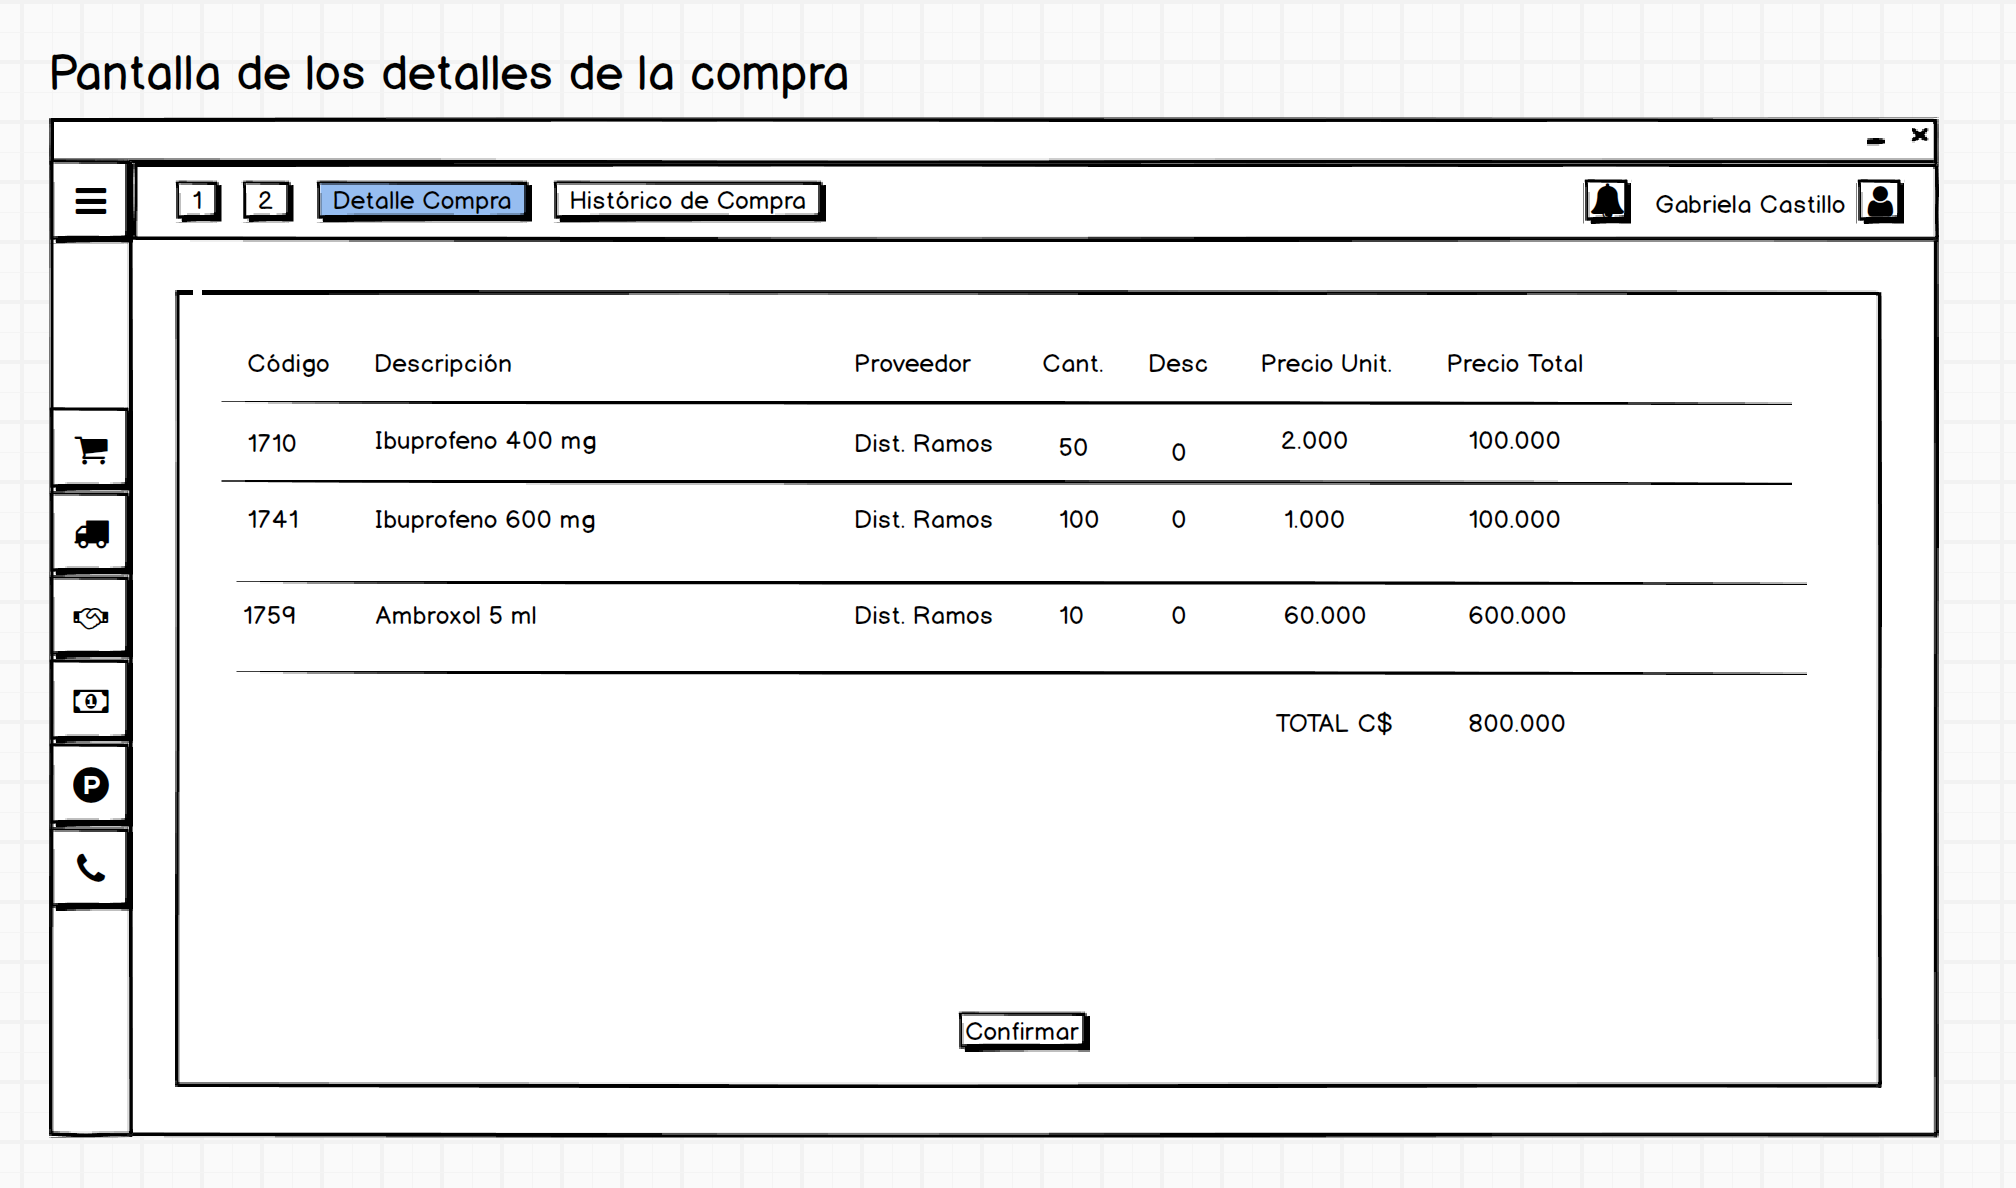 Pantalla de los detalles de la compra
1 2 Detalle Compra Histórico de Compra Gabriela Castillo
Código Descripción Proveedor Cant. Desc Precio Unit. Precio Total
1710 Ibuprofeno 400 mg Dist. Ramos 50 0 2.000 100.000
1741 Ibuprofeno 600 mg Dist. Ramos 100 0 1.000 100.000
1759 Ambroxol 5 ml Dist. Ramos 10 0 60.000 600.000
TOTAL C$ 800.000
1
P
Confirmar